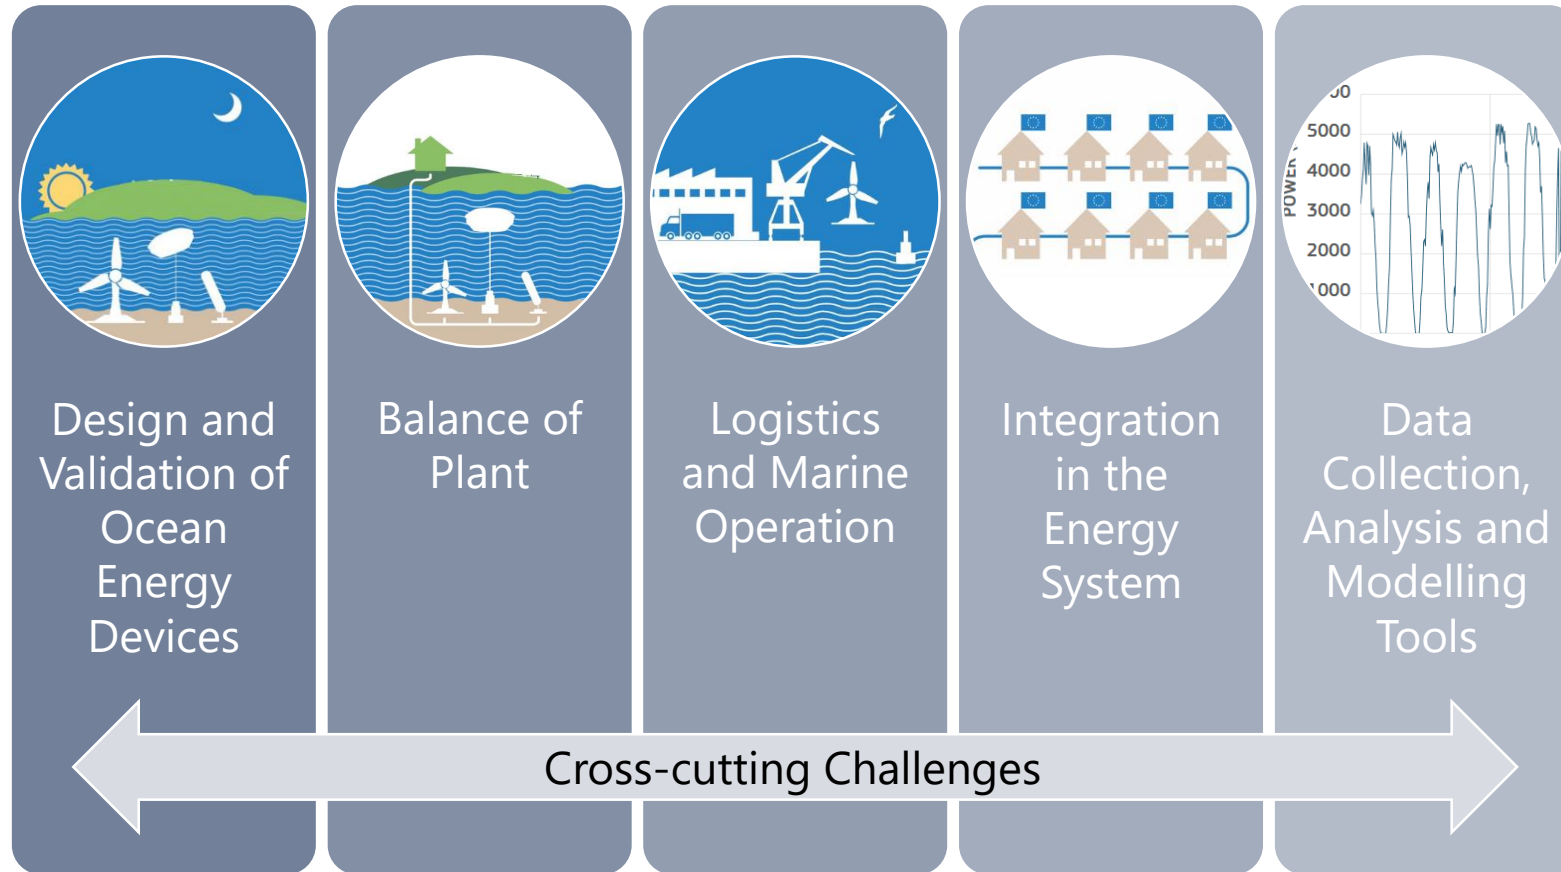 Design and
Validation of
Ocean
Energy
Devices
Balance of
Plant
Logistics
and Marine
Operation
Integration
in the
Energy
System
5000
4000
3000
2000
POWER
Data
Collection,
Analysis and
Modelling
Tools
Cross-cutting Challenges